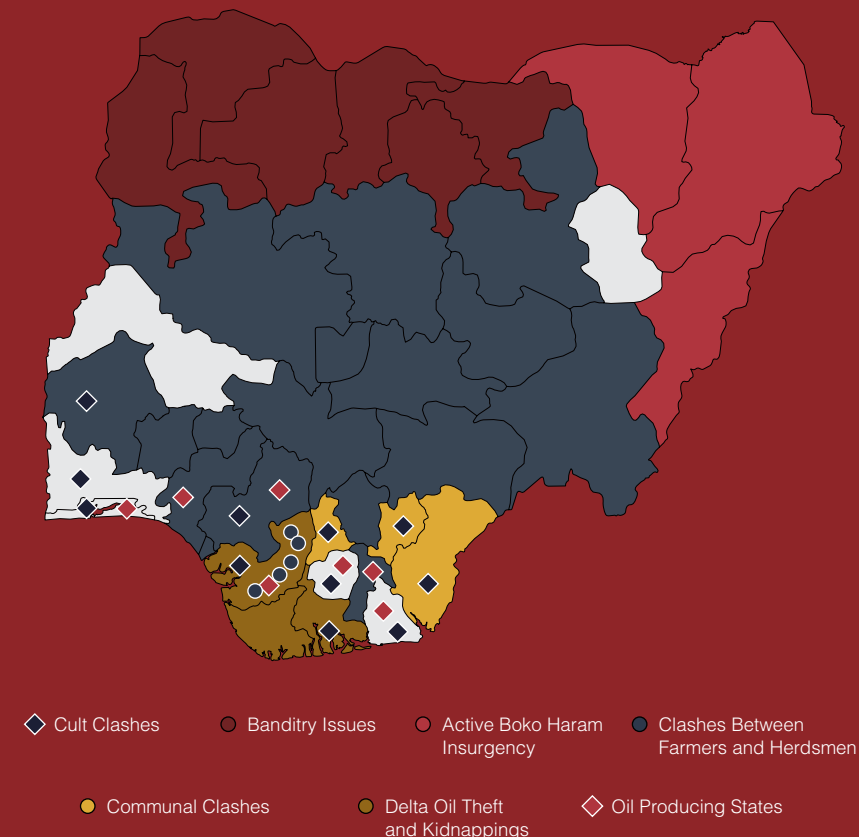 Cult Clashes
Banditry Issues
Active Boko Haram
Insurgency
Clashes Between
Farmers and Herdsmen
Communal Clashes
Delta Oil Theft
and Kidnappings
Oil Producing States